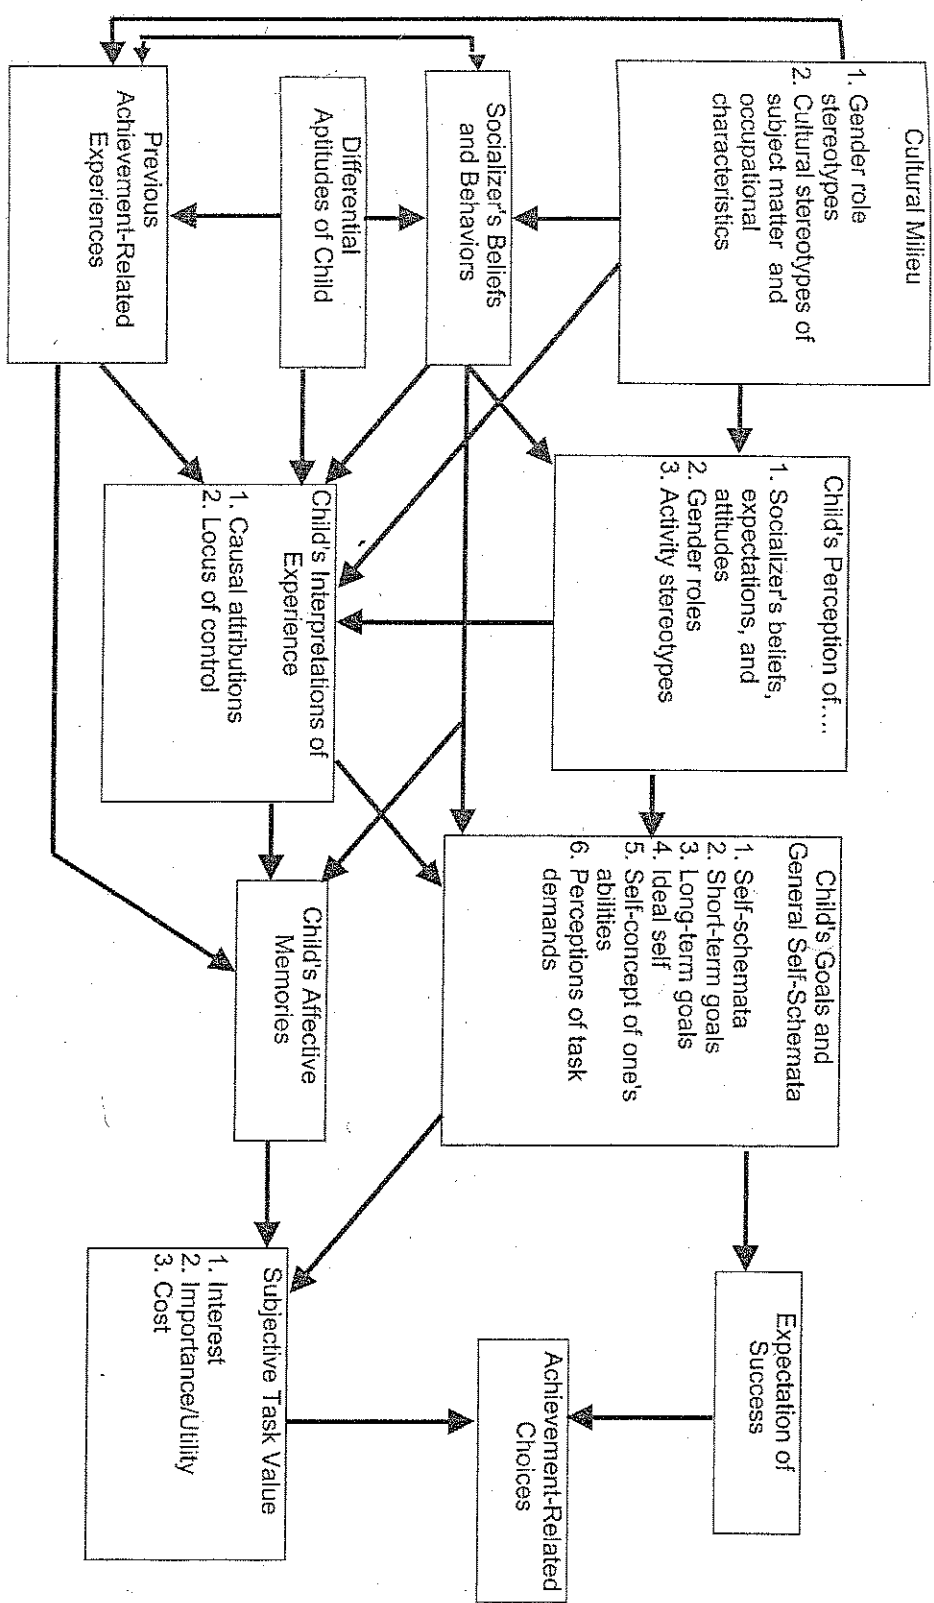 Cultural Milieu
1. Gender role
stereotypes
2. Cultural stereotypes of
subject matter and
occupational
characteristics
Socializer's Beliefs
and Behaviors
Differential
Aptitudes of Child
Previous
Achievement-Related
Experiences
Child's Perception of....
1. Socializer's beliefs,
expectations, and
attitudes
2. Gender roles
3. Activity stereotypes
Child's Interpretations of
Experience
1. Causal attributions
2. Locus of control
Child's Goals and
General Self-Schemata
1. Self-schemata
2. Short-term goals
3. Long-term goals
4. Ideal self
5. Self-concept of one's
abilities
6. Perceptions of task
demands
Child's Affective
Memories
Expectation of
Success
Achievement-Related
Choices
Subjective Task Value
1. Interest
2. Importance/Utility
3. Cost